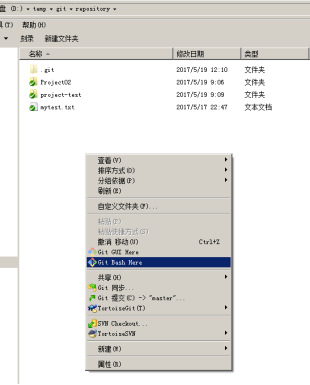 盘 (D:) ▾ temp ▾ git ▾ repository ▾
(T) 帮助(H)
刻录 新建文件夹
名称 修改日期 类型
.git 2017/5/19 12:10 文件夹
Project02 2017/5/19 9:06 文件夹
project-test 2017/5/19 9:09 文件夹
mytest.txt 2017/5/17 22:47 文本文档
查看(V)
排序方式(O)
分组依据(P)
刷新(E)
自定义文件夹(F)...
粘贴(P)
粘贴快捷方式(S)
撤消 移动(U) Ctrl+Z
Git GUI Here
Git Bash Here
共享(H)
Git 同步...
Git 提交(C) -> "master"...
TortoiseGit(T)
SVN Checkout...
TortoiseSVN
新建(W)
属性(R)